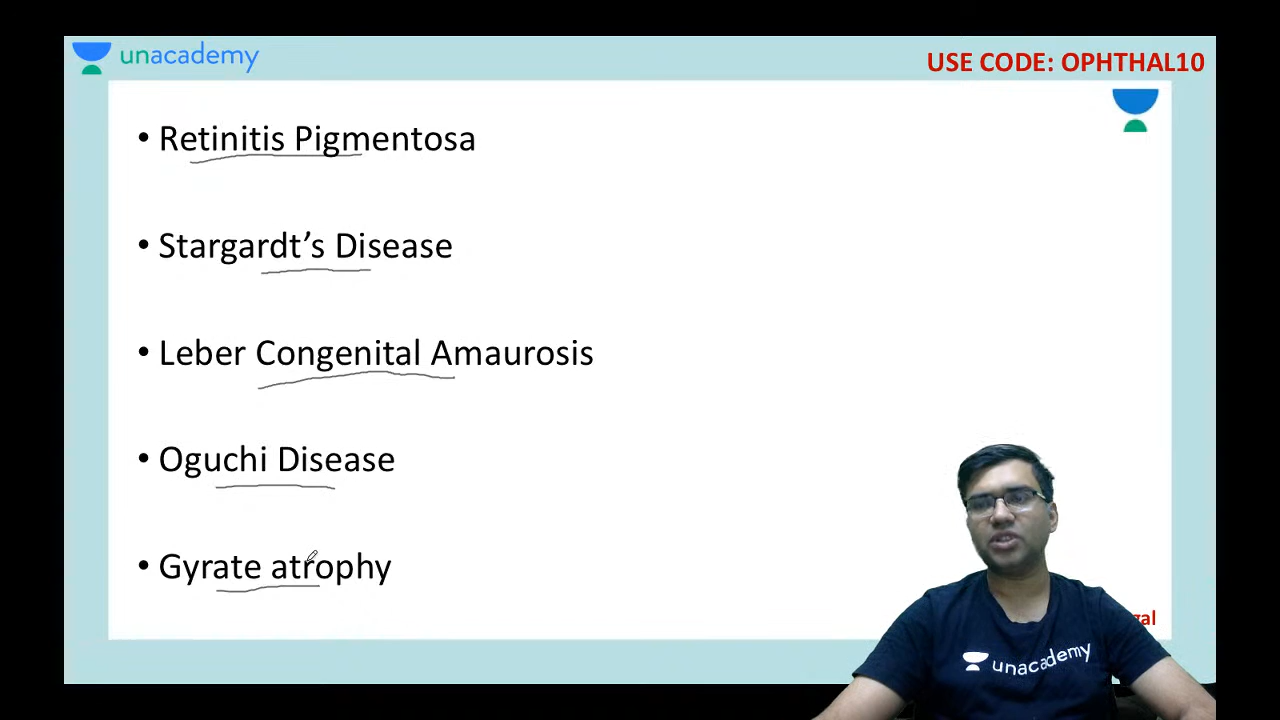 unacademy
USE CODE: OPHTHAL10
• Retinitis Pigmentosa
• Stargardt’s Disease
• Leber Congenital Amaurosis
• Oguchi Disease
• Gyrate atrophy
unacademy